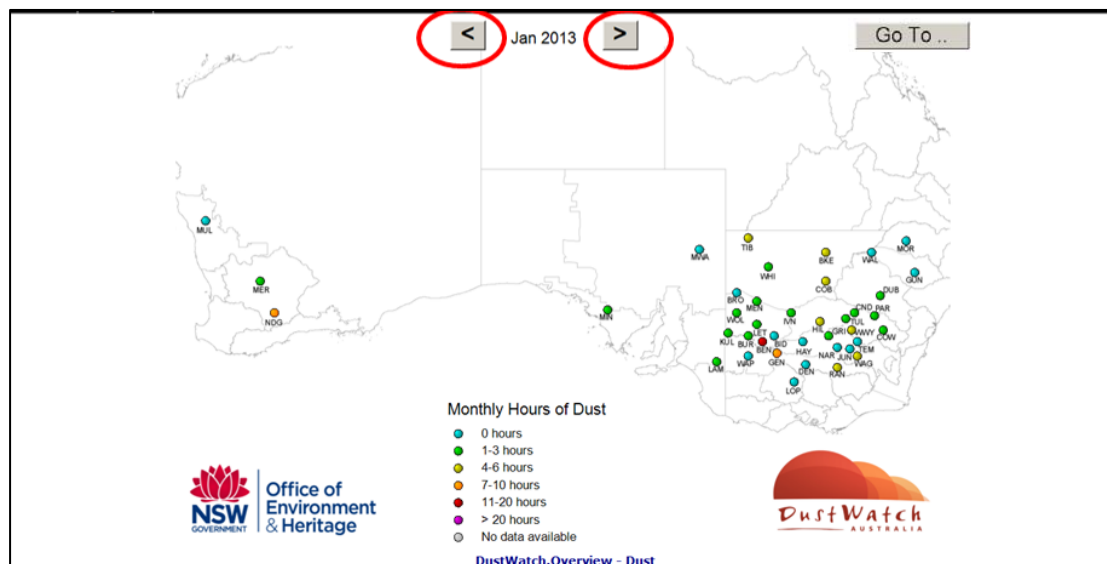 < Jan 2013 > Go To ..
MUL
MER
NDG
MWA
MIN
TIB
BKE
WAL
MOR
WHI
COB
GUN
BRO
MEN
DUB
WOL
IVN
CND
PAR
LET
HIL
TUL
KUL
BUR
BEN
BID
GRI
WWY
COW
HAY
NAR
JUN
TEM
LAM
WAP
GEN
DEN
RAN
WAG
LOP
Monthly Hours of Dust
0 hours
1-3 hours
4-6 hours
7-10 hours
11-20 hours
> 20 hours
No data available
NSW
GOVERNMENT
Office of
Environment
& Heritage
DustWatch
AUSTRALIA
DustWatch.Overview - Dust